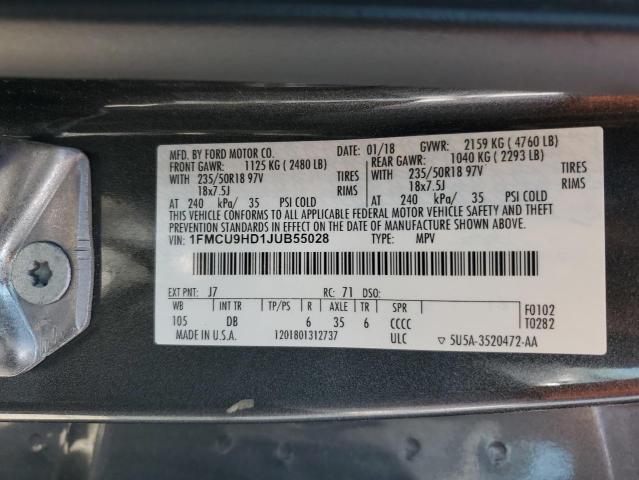 MFD. BY FORD MOTOR CO.
DATE: 01/18 GVWR: 2159 KG ( 4760 LB)
FRONT GAWR: 1125 KG ( 2480 LB) REAR GAWR: 1040 KG ( 2293 LB)
WITH 235/50R18 97V TIRES WITH 235/50R18 97V TIRES
18x7.5J RIMS 18x7.5J RIMS
AT 240 kPa/ 35 PSI COLD AT 240 kPa/ 35 PSI COLD
THIS VEHICLE CONFORMS TO ALL APPLICABLE FEDERAL MOTOR VEHICLE SAFETY AND THEFT
PREVENTION STANDARDS IN EFFECT ON THE DATE OF MANUFACTURE SHOWN ABOVE.
VIN: 1FMCU9HD1JUB55028 TYPE: MPV
EXT PNT: J7 RC: 71 DSO:
WB INT TR TP/PS R AXLE TR SPR F0102
105 DB 6 35 6 CCCC T0282
MADE IN U.S.A. 1201801312737 ULC ▽ 5U5A-3520472-AA